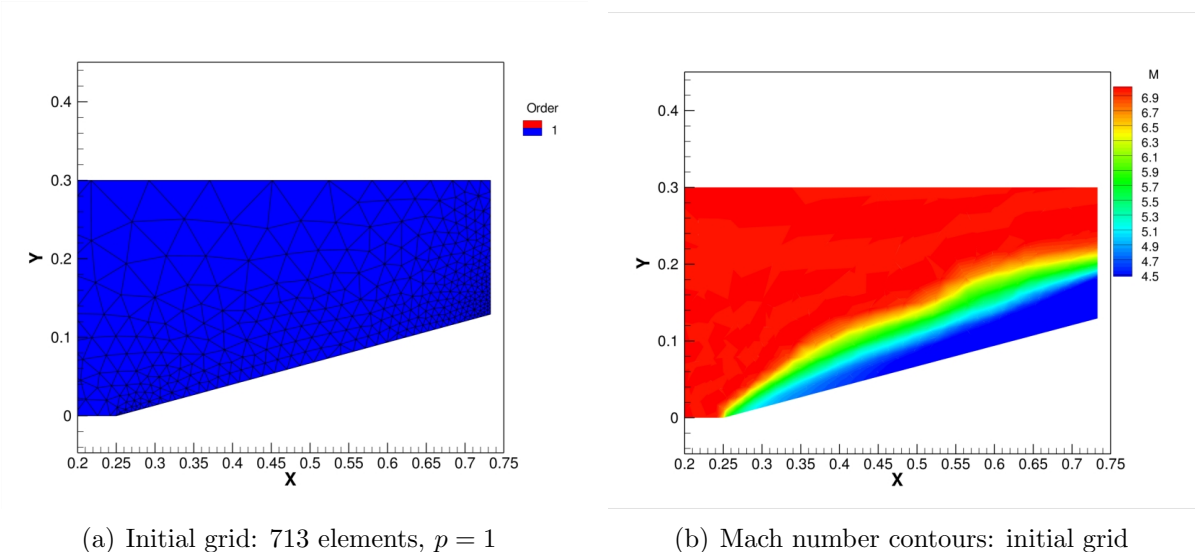 Order
1
Y
0.4
0.3
0.2
0.1
0
0.2 0.25 0.3 0.35 0.4 0.45 0.5 0.55 0.6 0.65 0.7 0.75
X
(a) Initial grid: 713 elements, p = 1
M
6.9
6.7
6.5
6.3
6.1
5.9
5.7
5.5
5.3
5.1
4.9
4.7
4.5
Y
0.4
0.3
0.2
0.1
0
0.2 0.25 0.3 0.35 0.4 0.45 0.5 0.55 0.6 0.65 0.7 0.75
X
(b) Mach number contours: initial grid